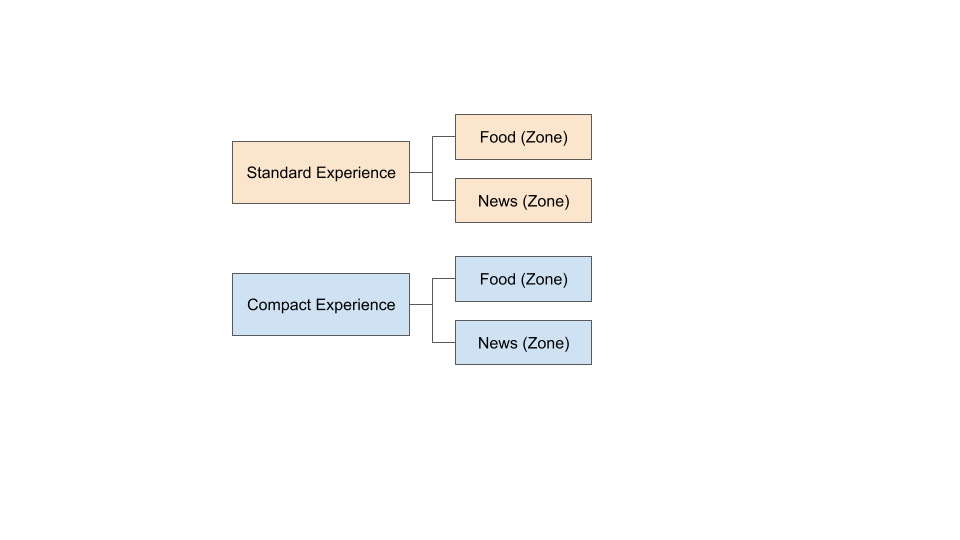 Food (Zone)
Standard Experience
News (Zone)
Food (Zone)
Compact Experience
News (Zone)